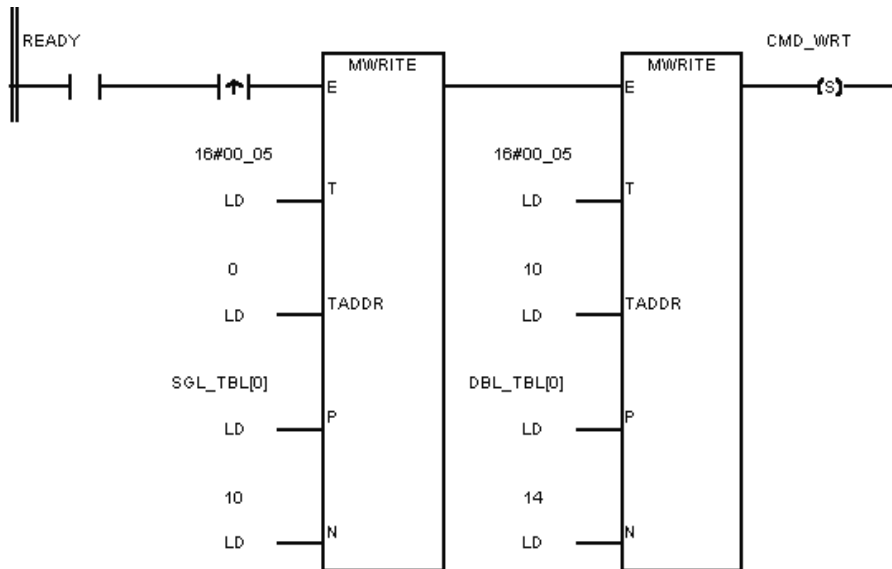 READY
CMD_WRT
MWRITE
MWRITE
E
E
(S)
16#00_05
16#00_05
T
T
LD
LD
0
10
TADDR
TADDR
LD
LD
SGL_TBL[0]
DBL_TBL[0]
P
P
LD
LD
10
14
N
N
LD
LD